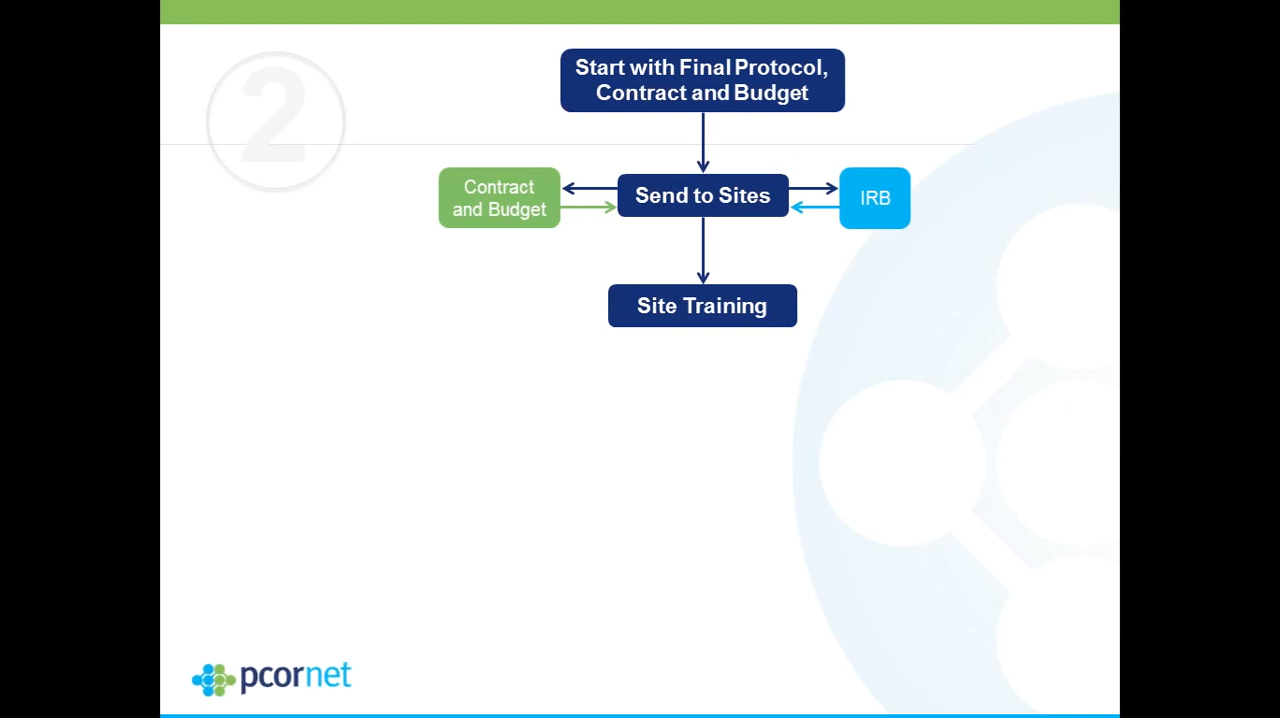 2
Start with Final Protocol,
Contract and Budget
Contract
and Budget
Send to Sites
IRB
Site Training
pcornet